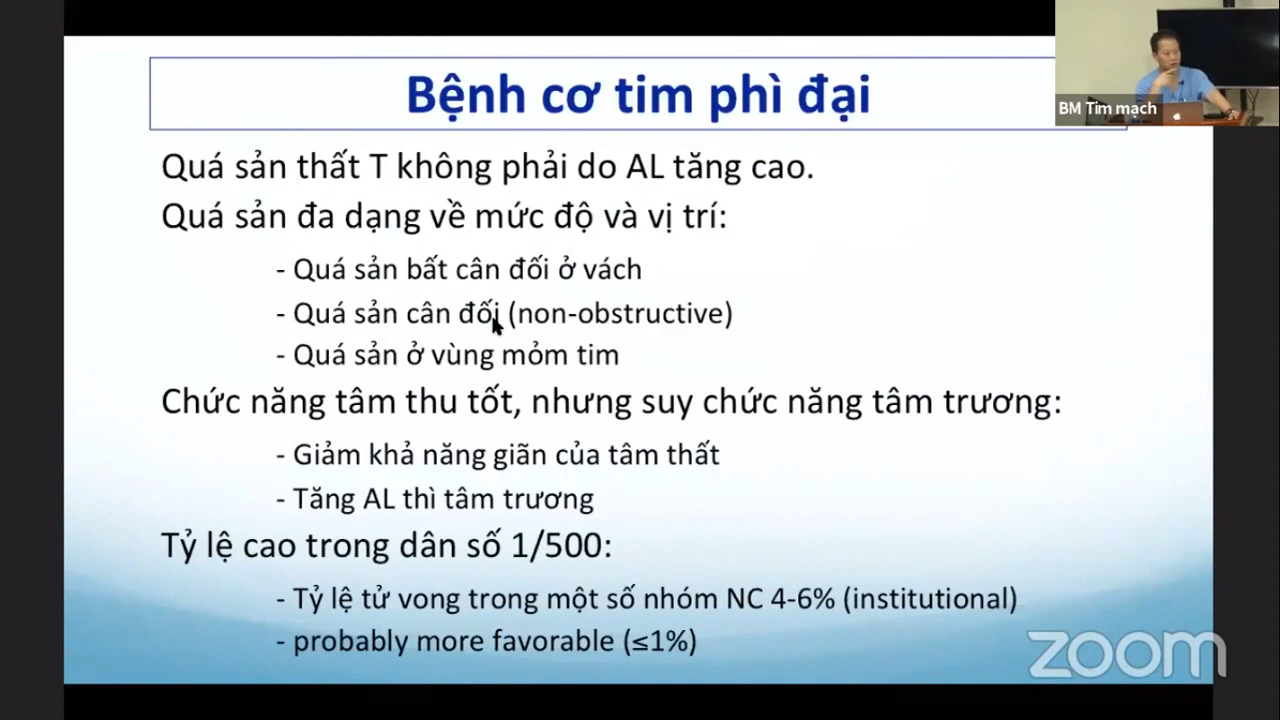 Bệnh cơ tim phì đại
BM Tim mạch
Quá sản thất T không phải do AL tăng cao.
Quá sản đa dạng về mức độ và vị trí:
- Quá sản bất cân đối ở vách
- Quá sản cân đối (non-obstructive)
- Quá sản ở vùng mỏm tim
Chức năng tâm thu tốt, nhưng suy chức năng tâm trương:
- Giảm khả năng giãn của tâm thất
- Tăng AL thì tâm trương
Tỷ lệ cao trong dân số 1/500:
- Tỷ lệ tử vong trong một số nhóm NC 4-6% (institutional)
- probably more favorable (≤1%)
zoom